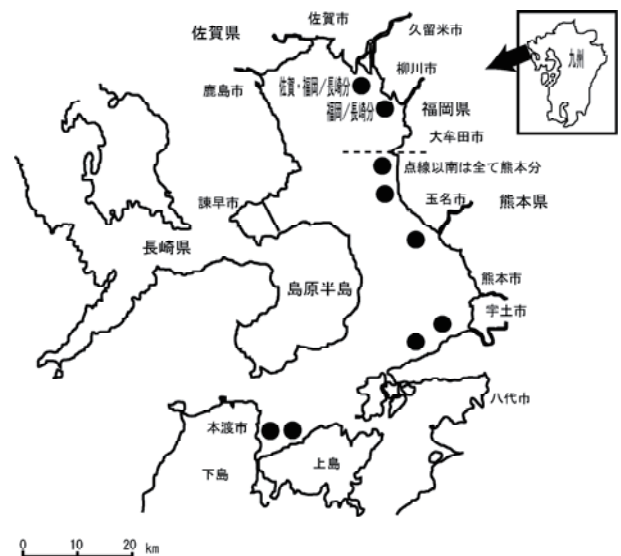 佐賀市
佐賀県
久留米市
九州
柳川市
鹿島市
佐賀・福岡/長崎分
福岡/長崎分
福岡県
大牟田市
点線以南は全て熊本分
諫早市
玉名市
熊本県
長崎県
島原半島
熊本市
宇土市
八代市
本渡市
上島
下島
0 10 20 km